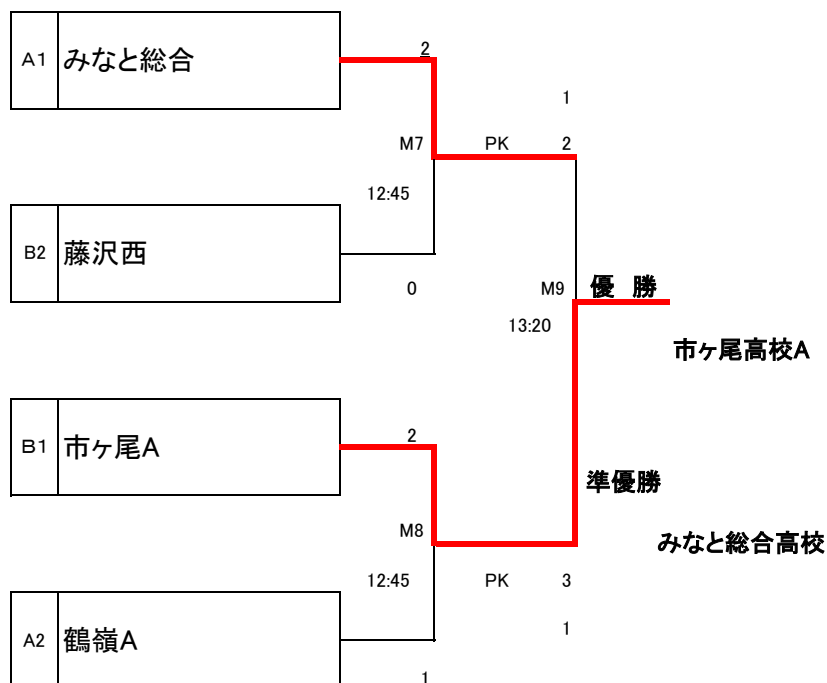 A1 みなと総合 2
1
M7 PK 2
12:45
B2 藤沢西
0 M9 優 勝
13:20
市ヶ尾高校A
B1 市ヶ尾A 2
準優勝
M8
みなと総合高校
12:45 PK 3
1
A2 鶴嶺A
1